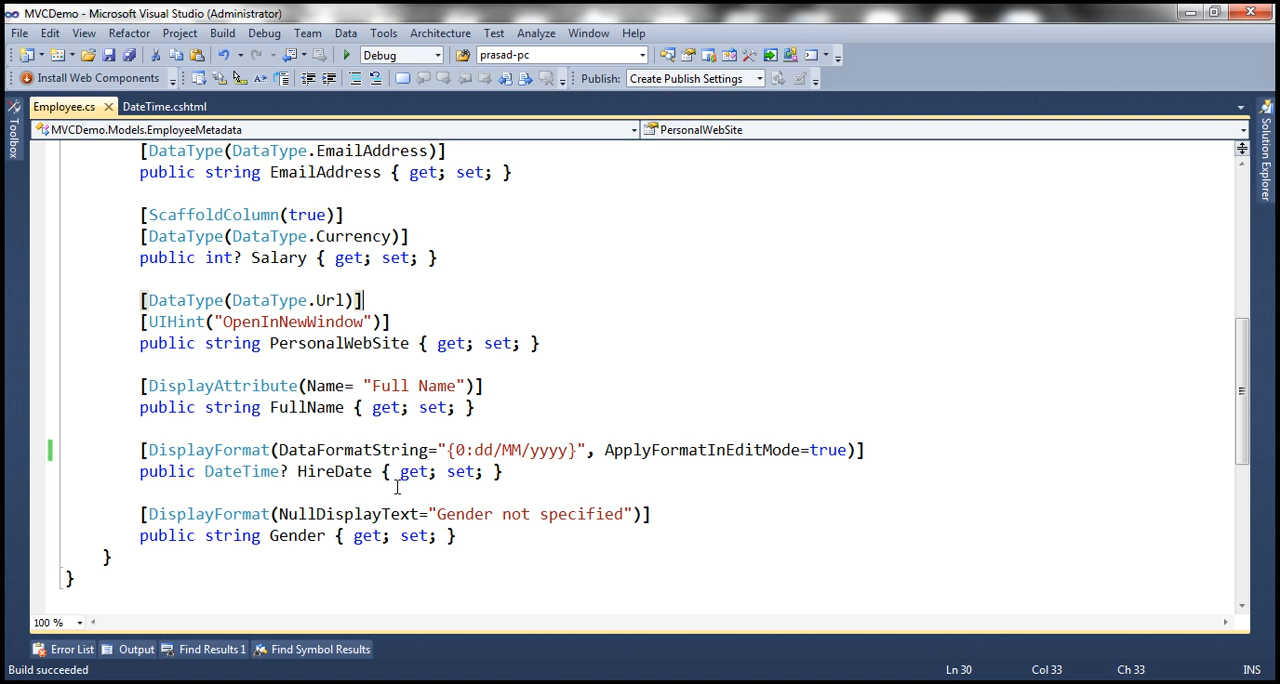 MVCDemo - Microsoft Visual Studio (Administrator)
File Edit View Refactor Project Build Debug Team Data Tools Architecture Test Analyze Window Help
Debug prasad-pc
Install Web Components Publish: Create Publish Settings
Employee.cs DateTime.cshtml
MVCDemo.Models.EmployeeMetadata PersonalWebSite
Toolbox
Solution Explorer
[DataType(DataType.EmailAddress)]
public string EmailAddress { get; set; }
[ScaffoldColumn(true)]
[DataType(DataType.Currency)]
public int? Salary { get; set; }
[DataType(DataType.Url)]
[UIHint("OpenInNewWindow")]
public string PersonalWebSite { get; set; }
[DisplayAttribute(Name= "Full Name")]
public string FullName { get; set; }
[DisplayFormat(DataFormatString="{0:dd/MM/yyyy}", ApplyFormatInEditMode=true)]
public DateTime? HireDate { get; set; }
[DisplayFormat(NullDisplayText="Gender not specified")]
public string Gender { get; set; }
}
}
100 %
Error List Output Find Results 1 Find Symbol Results
Build succeeded Ln 30 Col 33 Ch 33 INS